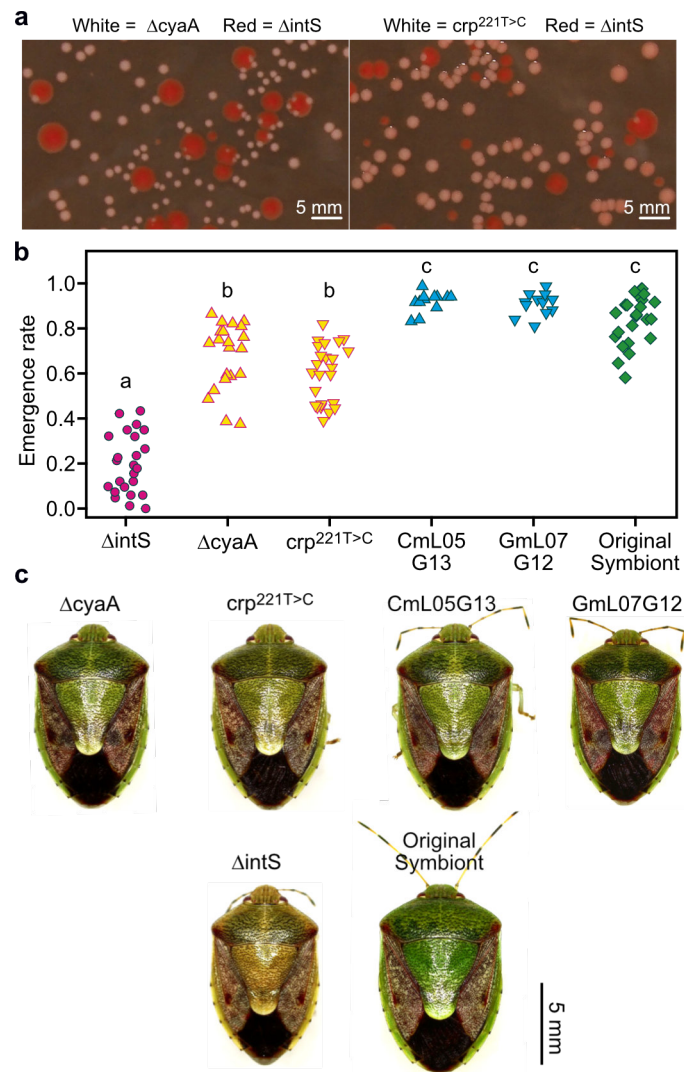 a
White = ΔcyaA Red = ΔintS
White = crp²²¹ᵀ>ᶜ Red = ΔintS
5 mm
5 mm
b
Emergence rate
1.0
0.8
0.6
0.4
0.2
0.0
a
b
b
c
c
c
ΔintS
ΔcyaA
crp²²¹ᵀ>ᶜ
CmL05
G13
GmL07
G12
Original
Symbiont
c
ΔcyaA
crp²²¹ᵀ>ᶜ
CmL05G13
GmL07G12
ΔintS
Original
Symbiont
5 mm